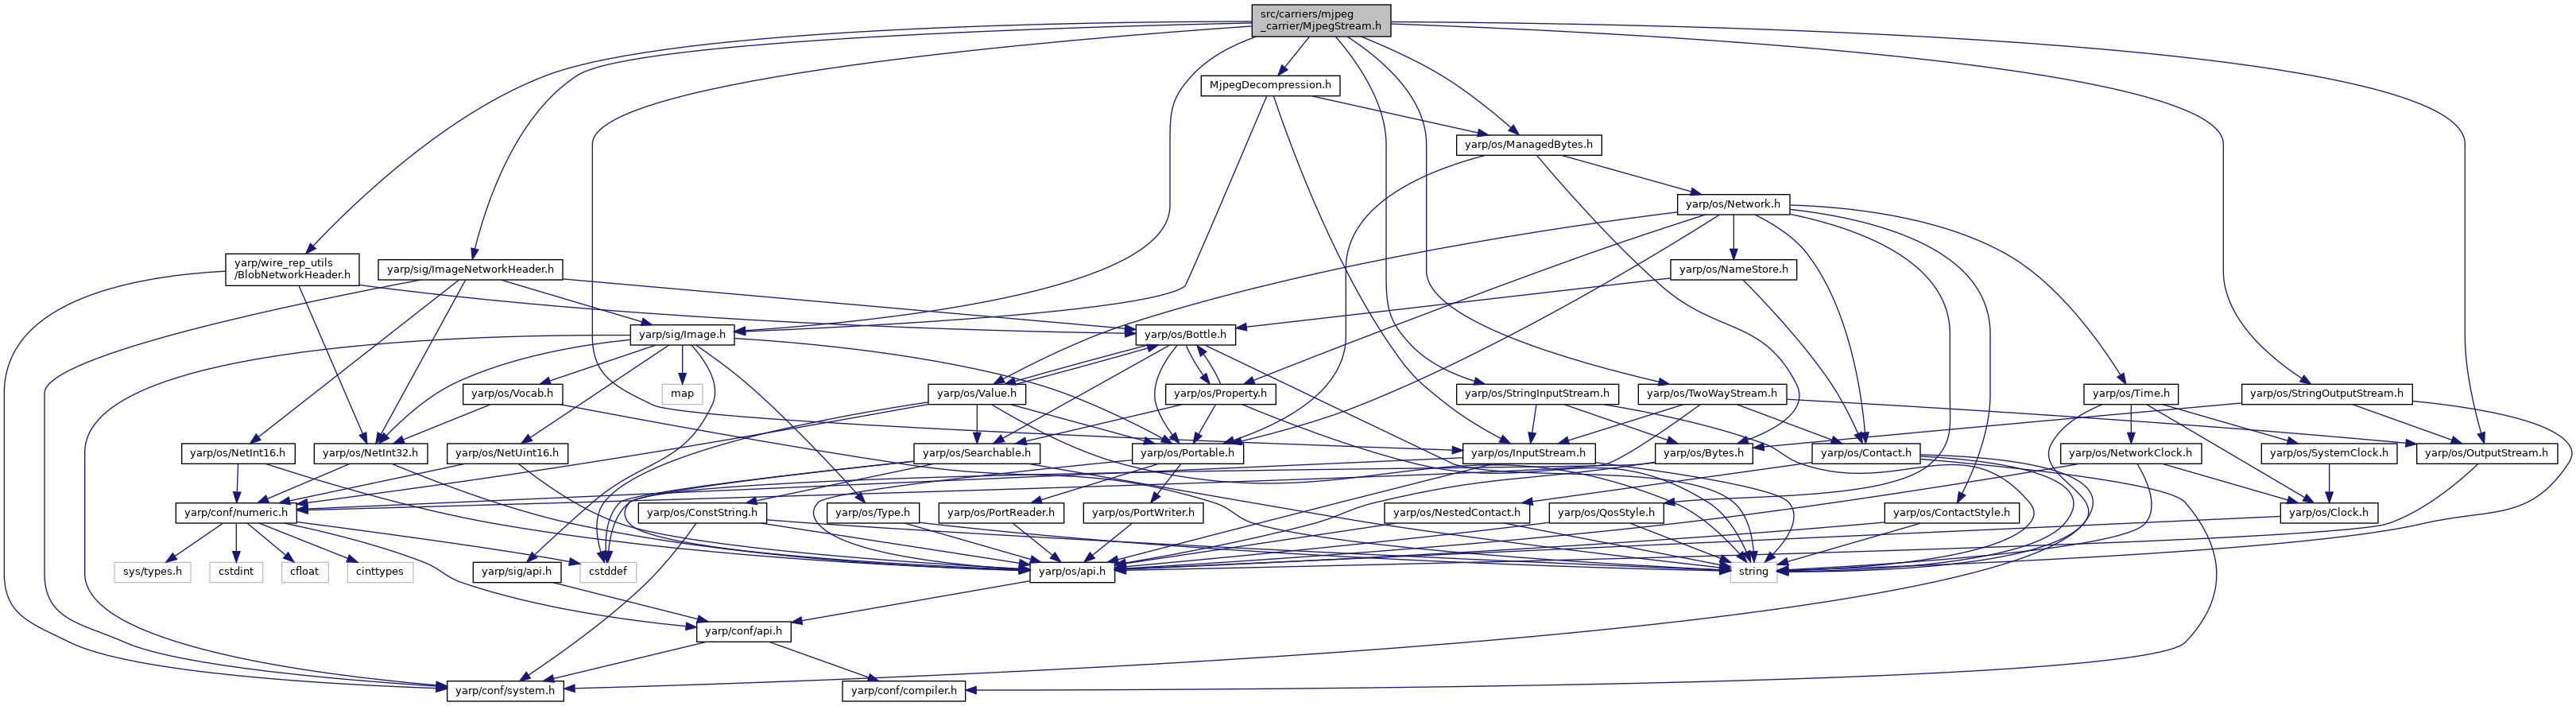 src/carriers/mjpeg
_carrier/MjpegStream.h
MjpegDecompression.h
yarp/os/ManagedBytes.h
yarp/os/Network.h
yarp/wire_rep_utils
/BlobNetworkHeader.h
yarp/sig/ImageNetworkHeader.h
yarp/os/NameStore.h
yarp/sig/Image.h
yarp/os/Bottle.h
yarp/os/Vocab.h
map
yarp/os/Value.h
yarp/os/Property.h
yarp/os/StringInputStream.h
yarp/os/TwoWayStream.h
yarp/os/Time.h
yarp/os/StringOutputStream.h
yarp/os/NetInt16.h
yarp/os/NetInt32.h
yarp/os/NetUint16.h
yarp/os/Searchable.h
yarp/os/Portable.h
yarp/os/InputStream.h
yarp/os/Bytes.h
yarp/os/Contact.h
yarp/os/NetworkClock.h
yarp/os/SystemClock.h
yarp/os/OutputStream.h
yarp/conf/numeric.h
yarp/os/ConstString.h
yarp/os/Type.h
yarp/os/PortReader.h
yarp/os/PortWriter.h
yarp/os/NestedContact.h
yarp/os/QosStyle.h
yarp/os/ContactStyle.h
yarp/os/Clock.h
sys/types.h
cstdint
cfloat
cinttypes
yarp/sig/api.h
cstddef
yarp/os/api.h
string
yarp/conf/api.h
yarp/conf/system.h
yarp/conf/compiler.h